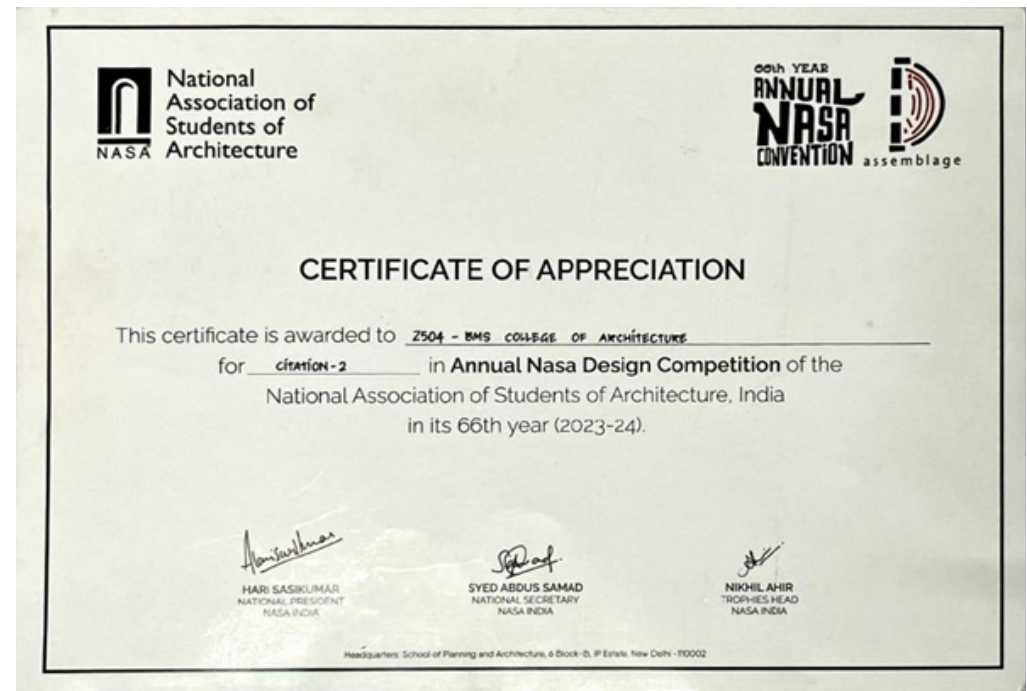 National
Association of
Students of
Architecture
NASA
66th YEAR
ANNUAL
NASA
CONVENTION
assemblage
CERTIFICATE OF APPRECIATION
This certificate is awarded to Z504 - BMS COLLEGE OF ARCHITECTURE
for CITATION-2 in Annual Nasa Design Competition of the
National Association of Students of Architecture, India
in its 66th year (2023-24).
HARI SASIKUMAR
NATIONAL PRESIDENT
NASA INDIA
SYED ABDUS SAMAD
NATIONAL SECRETARY
NASA INDIA
NIKHIL AHIR
TROPHIES HEAD
NASA INDIA
Headquarters: School of Planning and Architecture, 6 Block-B, IP Estate, New Delhi -110002